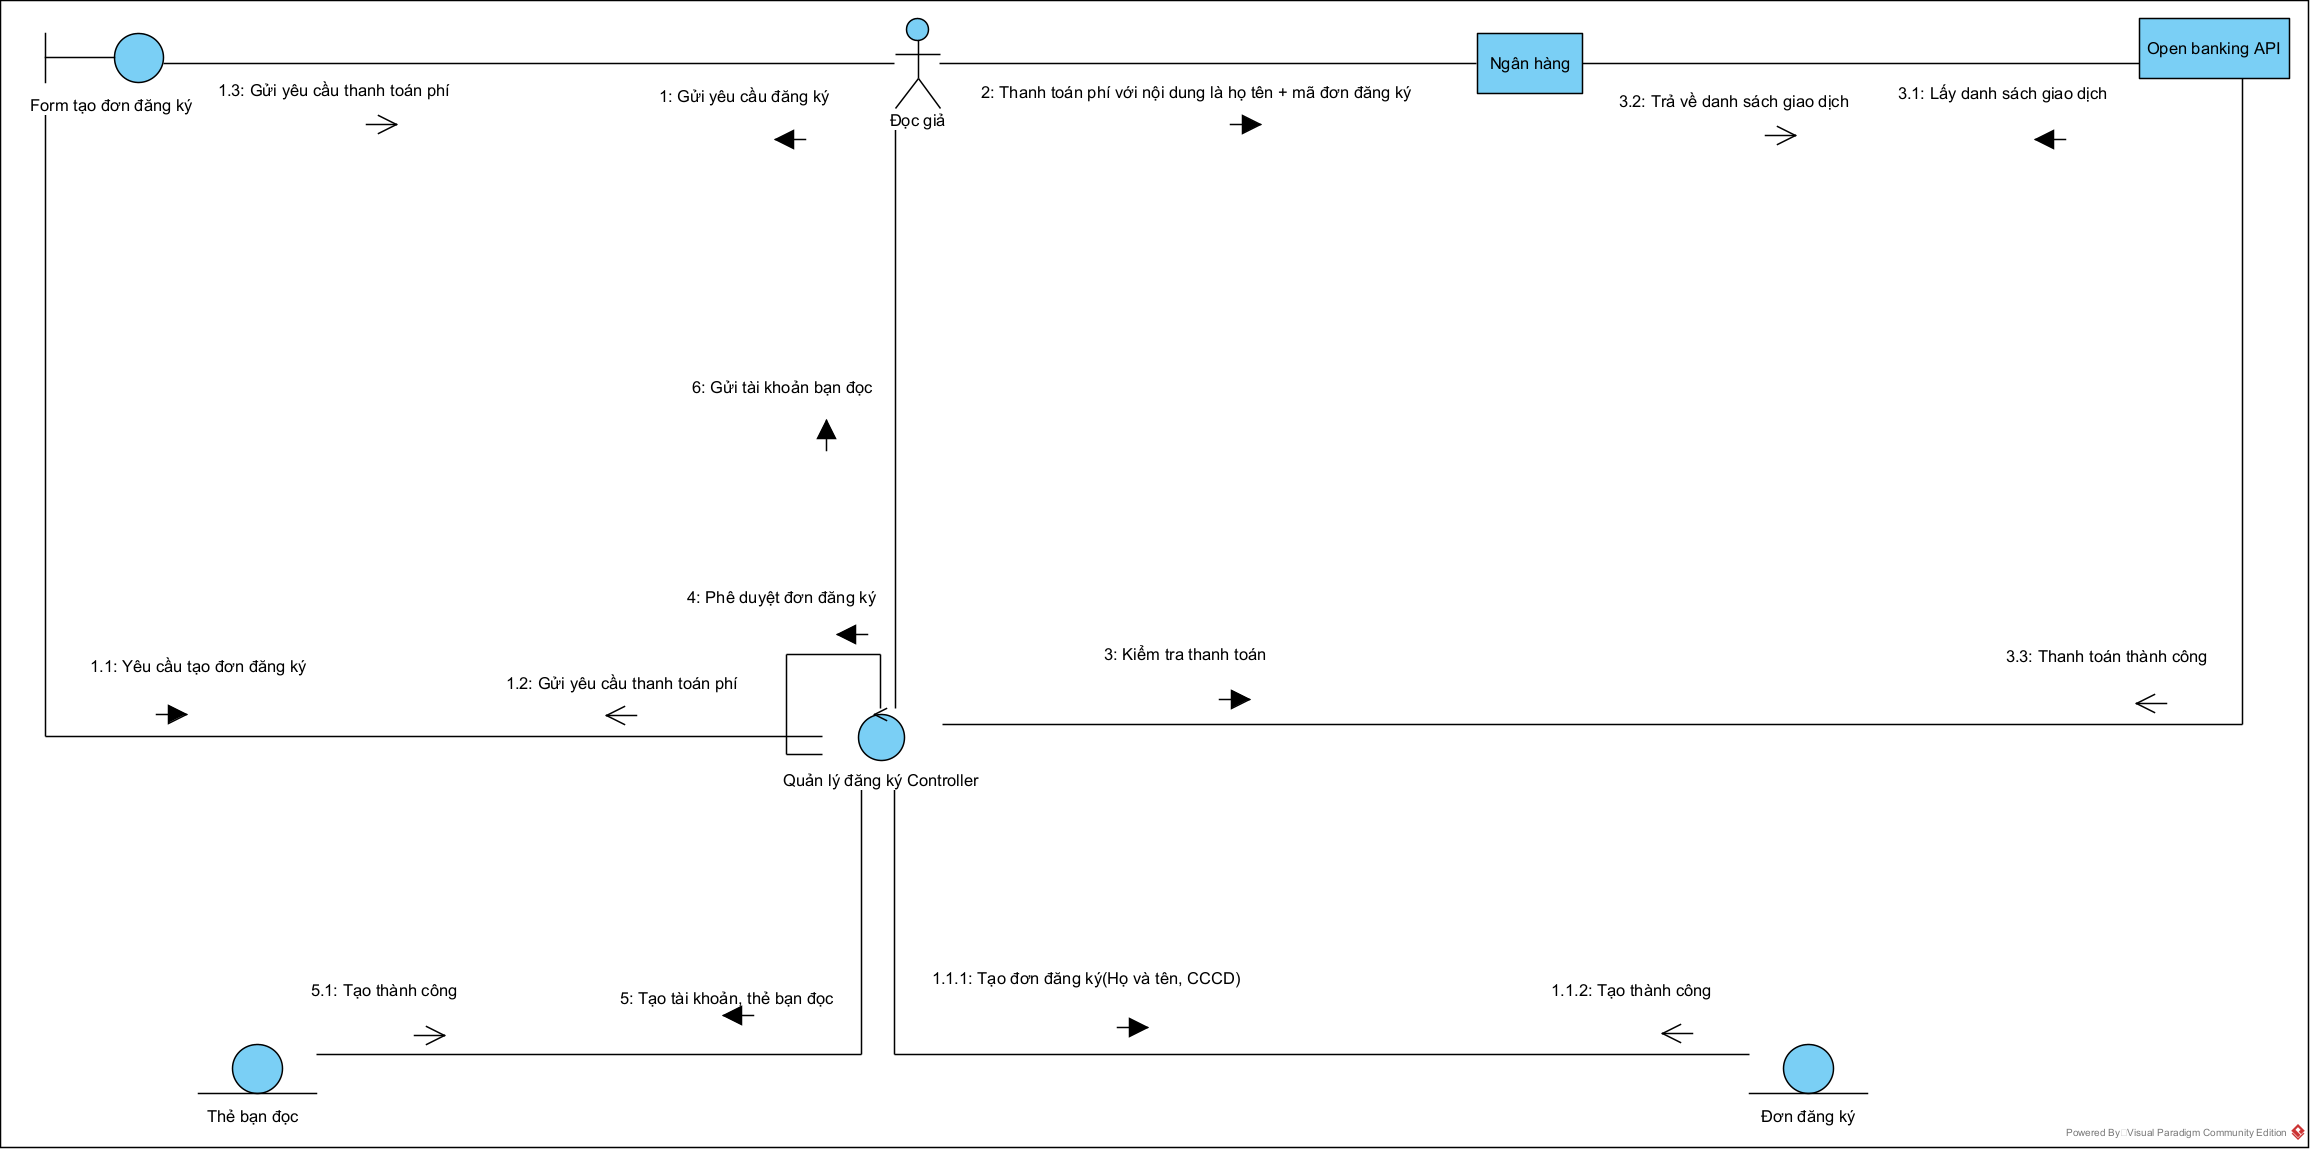 Open banking API
Ngân hàng
Form tạo đơn đăng ký
1.3: Gửi yêu cầu thanh toán phí
1: Gửi yêu cầu đăng ký
Đọc giả
2: Thanh toán phí với nội dung là họ tên + mã đơn đăng ký
3.2: Trả về danh sách giao dịch
3.1: Lấy danh sách giao dịch
6: Gửi tài khoản bạn đọc
4: Phê duyệt đơn đăng ký
1.1: Yêu cầu tạo đơn đăng ký
1.2: Gửi yêu cầu thanh toán phí
3: Kiểm tra thanh toán
3.3: Thanh toán thành công
Quản lý đăng ký Controller
5.1: Tạo thành công
5: Tạo tài khoản, thẻ bạn đọc
1.1.1: Tạo đơn đăng ký(Họ và tên, CCCD)
1.1.2: Tạo thành công
Thẻ bạn đọc
Đơn đăng ký
Powered By Visual Paradigm Community Edition